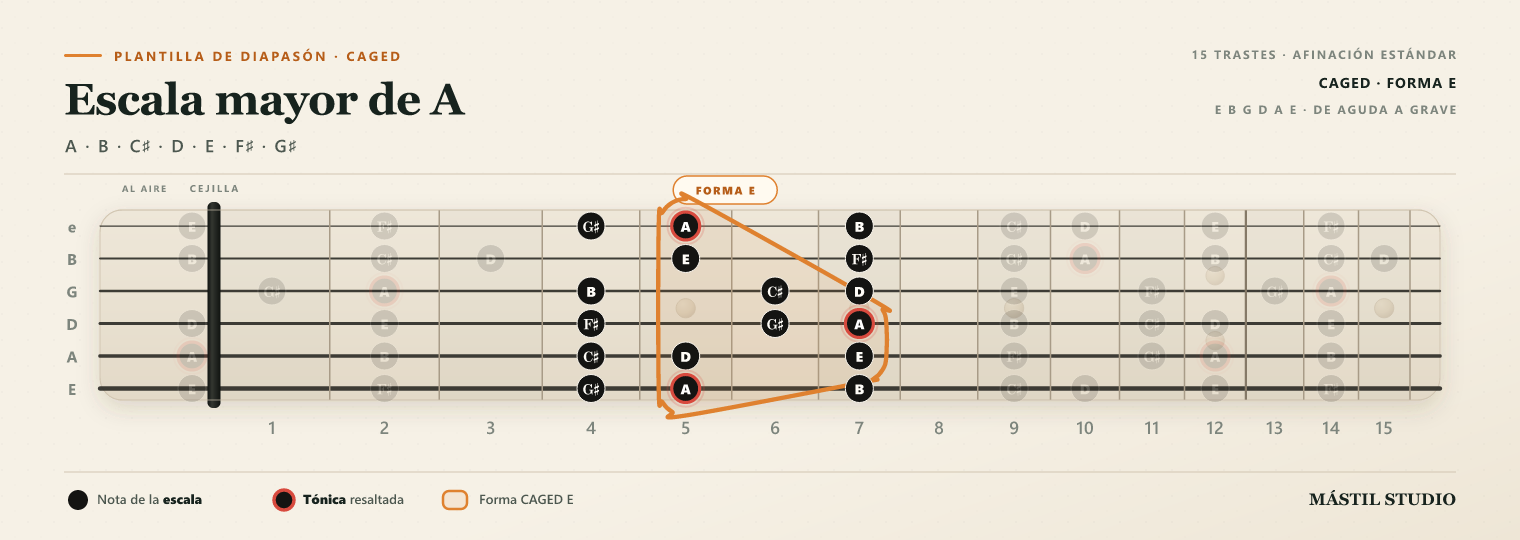 PLANTILLA DE DIAPASÓN · CAGED
15 TRASTES · AFINACIÓN ESTÁNDAR
Escala mayor de A
CAGED · FORMA E
E B G D A E · DE AGUDA A GRAVE
A · B · C♯ · D · E · F♯ · G♯
AL AIRE CEJILLA FORMA E
e E F♯ G♯ A B C♯ D E F♯
B B C♯ D E F♯ G♯ A B C♯ D
G G♯ A B C♯ D E F♯ G♯ A
D D E F♯ G♯ A B C♯ D E
A A B C♯ D E F♯ G♯ A B
E E F♯ G♯ A B C♯ D E F♯
1 2 3 4 5 6 7 8 9 10 11 12 13 14 15
Nota de la escala Tónica resaltada Forma CAGED E MÁSTIL STUDIO